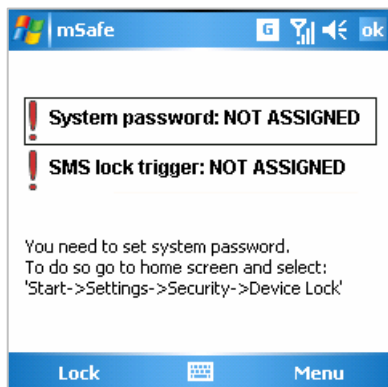 mSafe G ok
System password: NOT ASSIGNED
SMS lock trigger: NOT ASSIGNED
You need to set system password.
To do so go to home screen and select:
'Start->Settings->Security->Device Lock'
Lock Menu